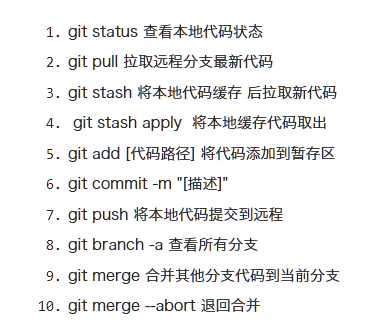 1. git status 查看本地代码状态
2. git pull 拉取远程分支最新代码
3. git stash 将本地代码缓存 后拉取新代码
4. git stash apply 将本地缓存代码取出
5. git add [代码路径] 将代码添加到暂存区
6. git commit -m "[描述]"
7. git push 将本地代码提交到远程
8. git branch -a 查看所有分支
9. git merge 合并其他分支代码到当前分支
10. git merge --abort 退回合并